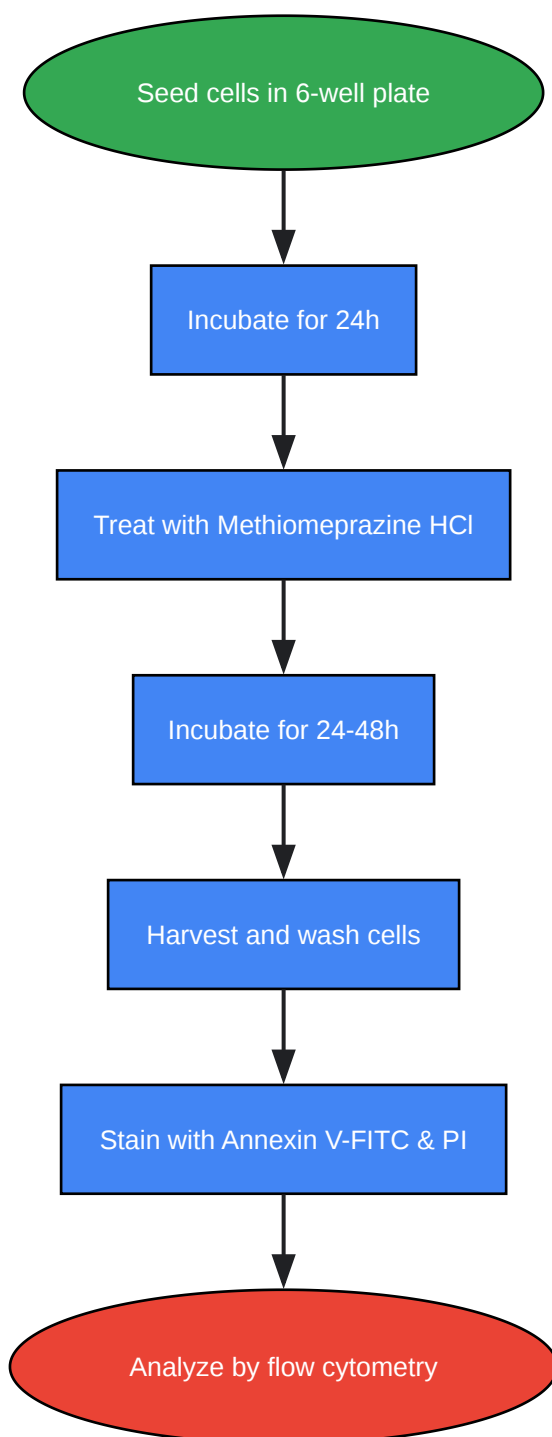 Seed cells in 6-well plate
Incubate for 24h
Treat with Methiomeprazine HCl
Incubate for 24-48h
Harvest and wash cells
Stain with Annexin V-FITC & PI
Analyze by flow cytometry